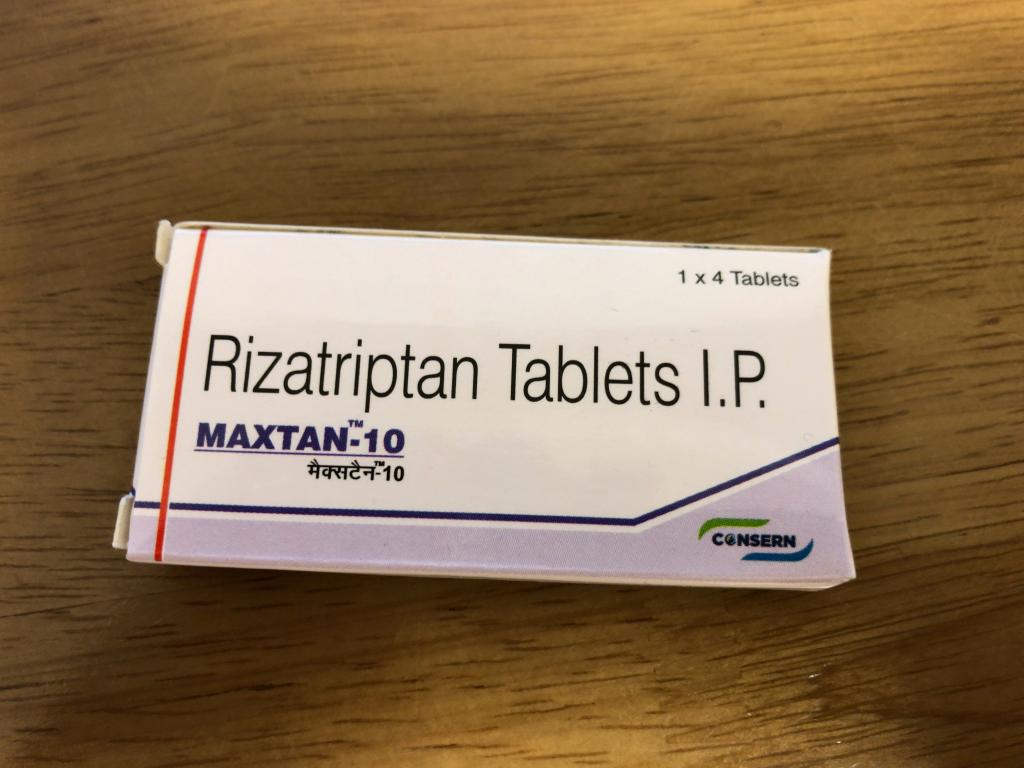 1 x 4 Tablets
Rizatriptan Tablets I.P.
MAXTAN™-10
मैक्सटैन™-10
CONSERN